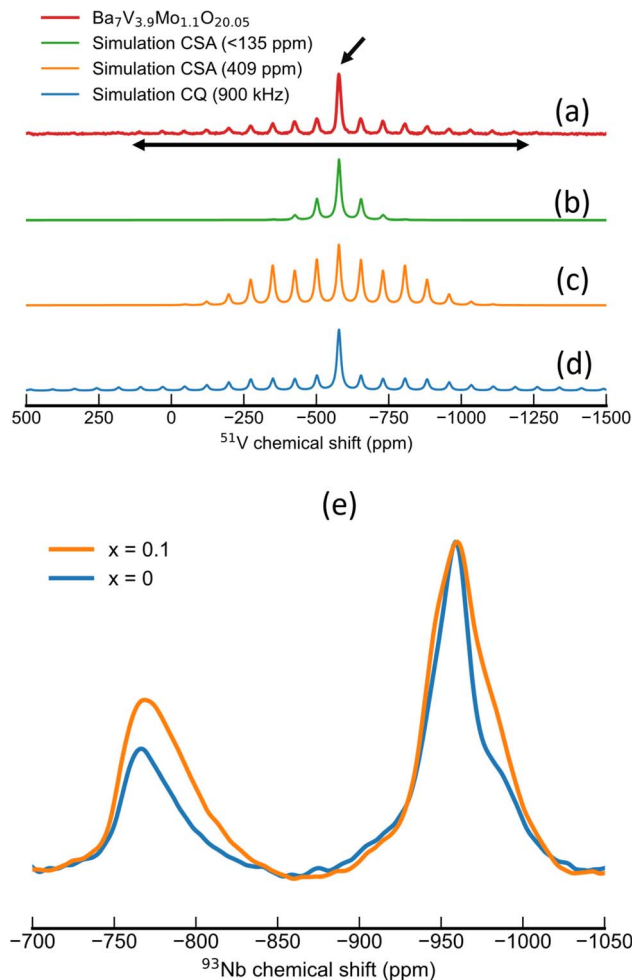 Ba₇V₃.₉Mo₁.₁O₂₀.₀₅
Simulation CSA (<135 ppm)
Simulation CSA (409 ppm)
Simulation CQ (900 kHz)
(a)
(b)
(c)
(d)
500 250 0 −250 −500 −750 −1000 −1250 −1500
⁵¹V chemical shift (ppm)
(e)
x = 0.1
x = 0
−700 −750 −800 −850 −900 −950 −1000 −1050
⁹³Nb chemical shift (ppm)